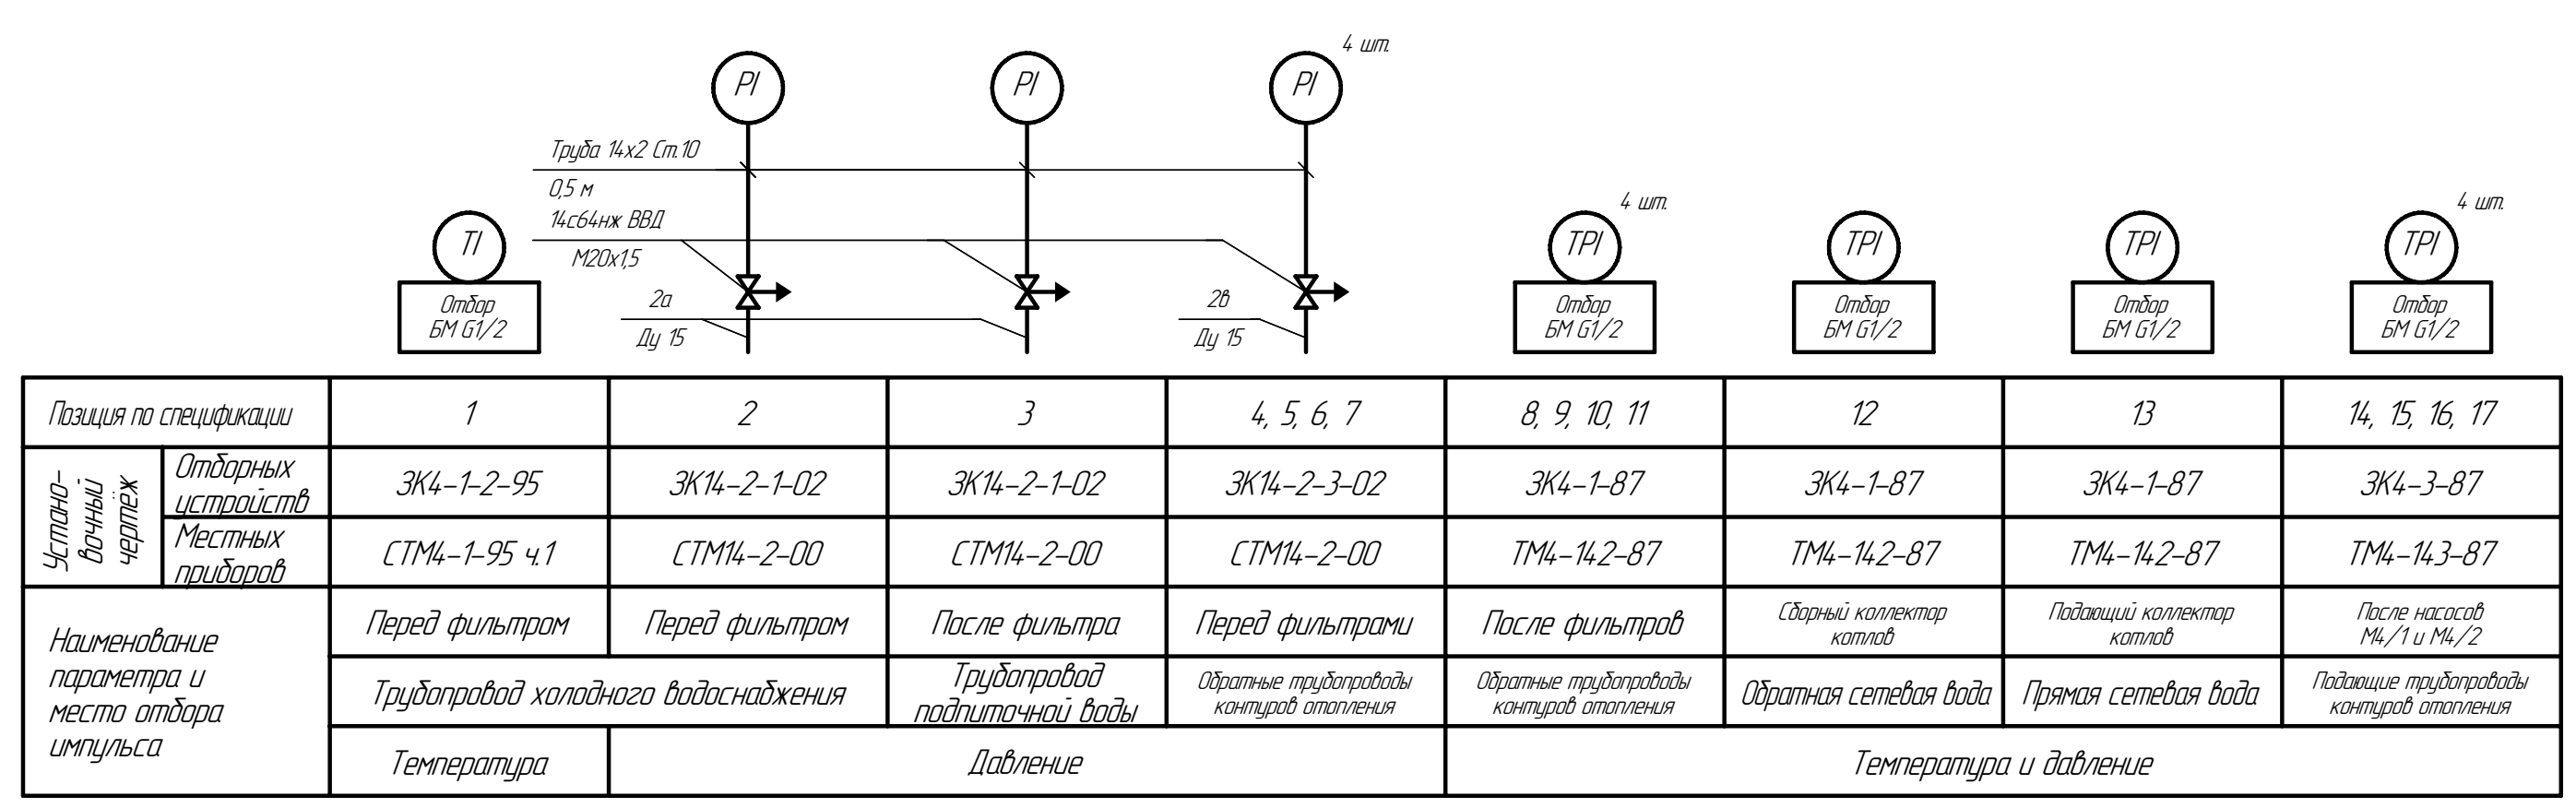 4 шт.
PI
PI
PI
Труба 14х2 Ст.10
0,5 м
14с64нж ВВД
М20х1,5
4 шт.
4 шт.
TI
TPI
TPI
TPI
TPI
Отбор
БМ G1/2
2а
Ду 15
2в
Ду 15
Отбор
БМ G1/2
Отбор
БМ G1/2
Отбор
БМ G1/2
Отбор
БМ G1/2
Позиция по спецификации
1
2
3
4, 5, 6, 7
8, 9, 10, 11
12
13
14, 15, 16, 17
Устано-
вочный
чертёж
Отборных
устройств
ЗК4-1-2-95
ЗК14-2-1-02
ЗК14-2-1-02
ЗК14-2-3-02
ЗК4-1-87
ЗК4-1-87
ЗК4-1-87
ЗК4-3-87
Местных
приборов
СТМ4-1-95 ч.1
СТМ14-2-00
СТМ14-2-00
СТМ14-2-00
ТМ4-142-87
ТМ4-142-87
ТМ4-142-87
ТМ4-143-87
Наименование
параметра и
место отбора
импульса
Перед фильтром
Перед фильтром
После фильтра
Перед фильтрами
После фильтров
Сборный коллектор
котлов
Подающий коллектор
котлов
После насосов
М4/1 и М4/2
Трубопровод холодного водоснабжения
Трубопровод
подпиточной воды
Обратные трубопроводы
контуров отопления
Обратные трубопроводы
контуров отопления
Обратная сетевая вода
Прямая сетевая вода
Подающие трубопроводы
контуров отопления
Температура
Давление
Температура и давление